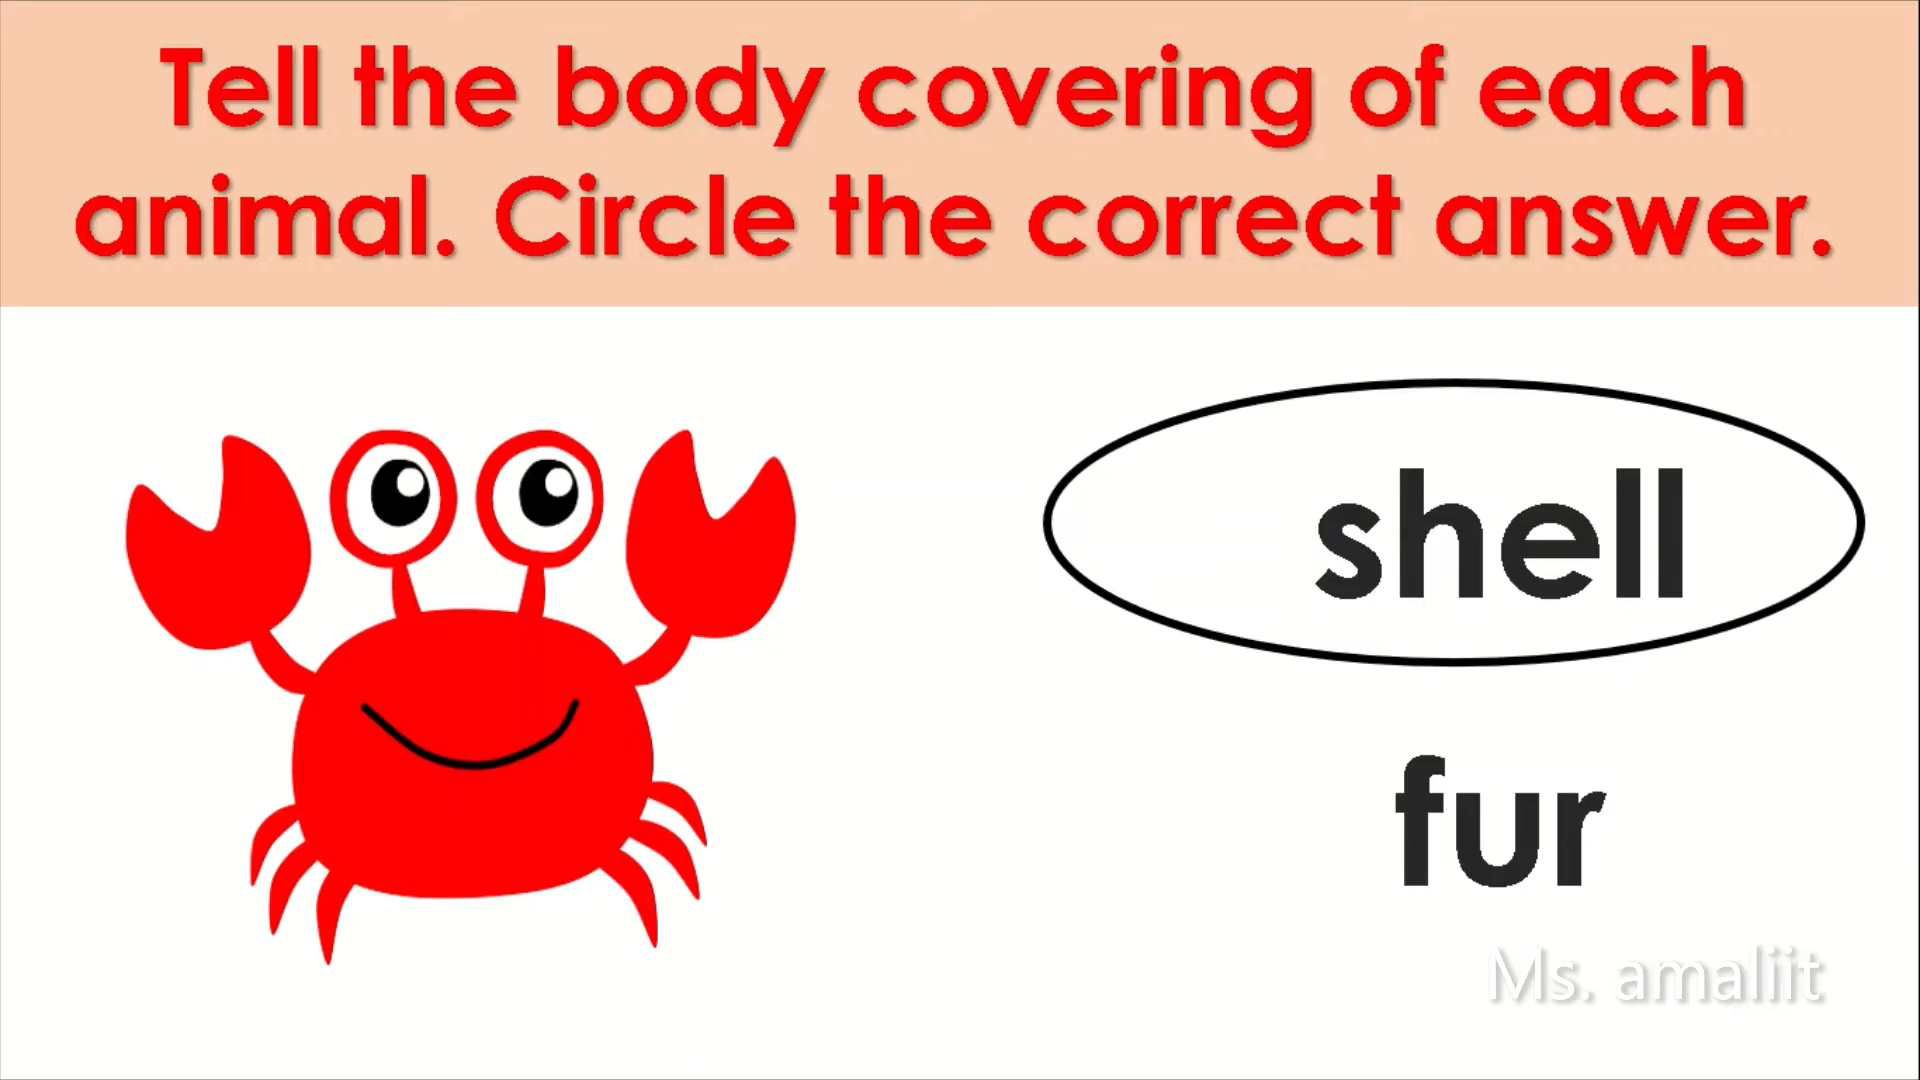 Tell the body covering of each
animal. Circle the correct answer.
shell
fur
Ms. amaliit